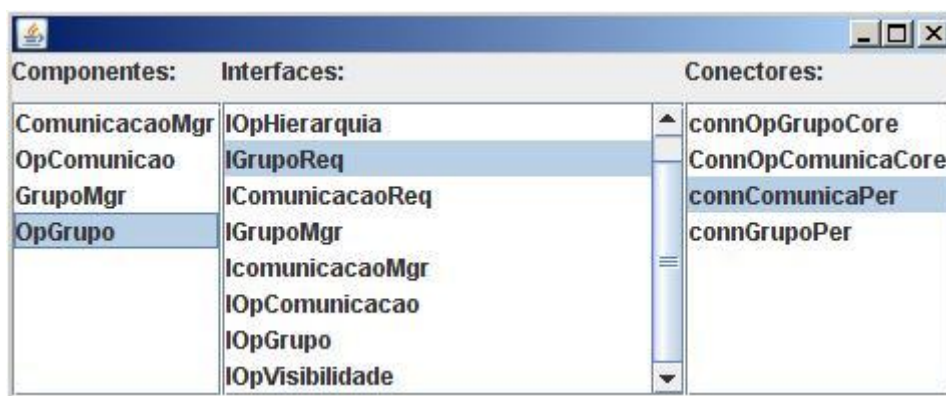 Componentes:
Interfaces:
Conectores:
ComunicacaoMgr
OpComunicao
GrupoMgr
OpGrupo
IOpHierarquia
IGrupoReq
IComunicacaoReq
IGrupoMgr
IcomunicacaoMgr
IOpComunicacao
IOpGrupo
IOpVisibilidade
connOpGrupoCore
ConnOpComunicaCore
connComunicaPer
connGrupoPer